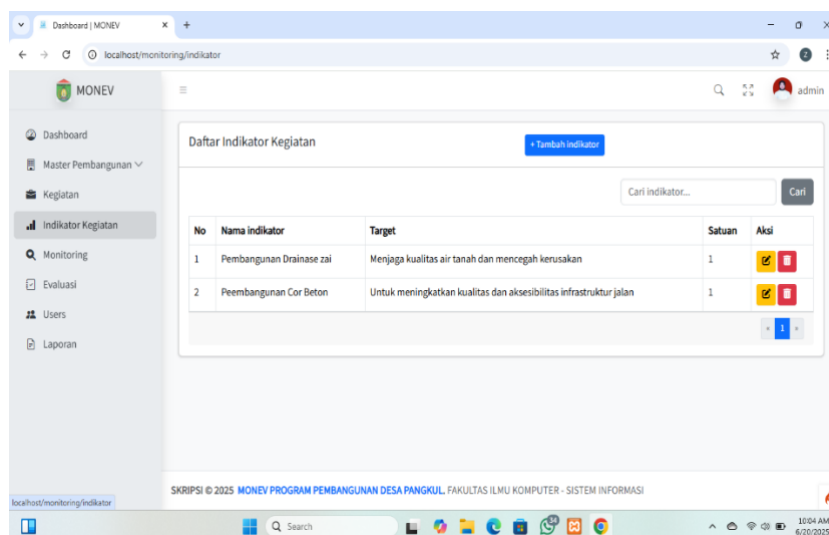 Dashboard | MONEV
localhost/monitoring/indikator
Z
MONEV
admin
Dashboard
Master Pembangunan
Kegiatan
Indikator Kegiatan
Monitoring
Evaluasi
Users
Laporan
Daftar Indikator Kegiatan
+ Tambah indikator
Cari indikator...
Cari
No Nama indikator Target Satuan Aksi
1 Pembangunan Drainase zai Menjaga kualitas air tanah dan mencegah kerusakan 1
2 Peembangunan Cor Beton Untuk meningkatkan kualitas dan aksesibilitas infrastruktur jalan 1
« 1 »
SKRIPSI © 2025 MONEV PROGRAM PEMBANGUNAN DESA PANGKUL. FAKULTAS ILMU KOMPUTER - SISTEM INFORMASI
localhost/monitoring/indikator
Search
10:04 AM
6/20/2025